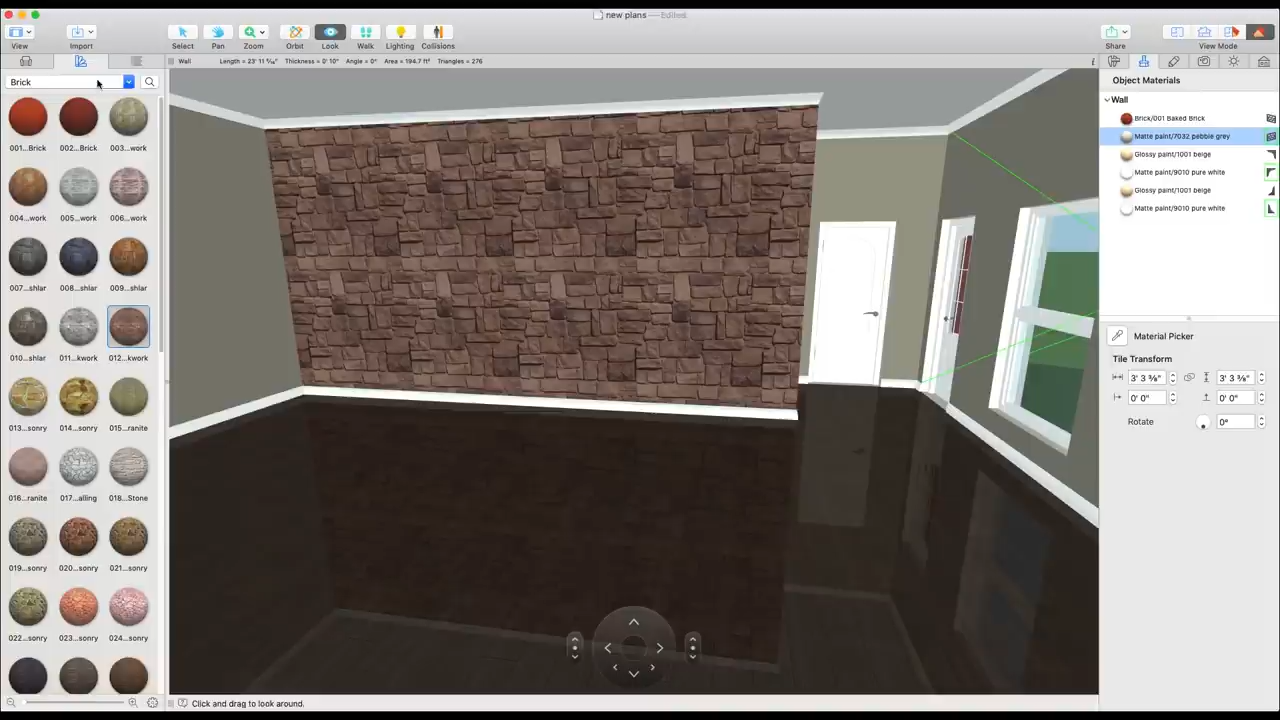 new plans — Edited
View
Import
Select
Pan
Zoom
Orbit
Look
Walk
Lighting
Collisions
Share
View Mode
Wall Length = 23' 11 ⅝" Thickness = 0' 10" Angle = 0° Area = 194.7 ft² Triangles = 276
i
Brick
001...Brick 002...Brick 003...work
004...work 005...work 006...work
007...shlar 008...shlar 009...shlar
010...shlar 011...kwork 012...kwork
013...sonry 014...sonry 015...ranite
016...ranite 017...alling 018...Stone
019...sonry 020...sonry 021...sonry
022...sonry 023...sonry 024...sonry
Object Materials
Wall
Brick/001 Baked Brick
Matte paint/7032 pebble grey
Glossy paint/1001 beige
Matte paint/9010 pure white
Glossy paint/1001 beige
Matte paint/9010 pure white
Material Picker
Tile Transform
3' 3 ⅜" 3' 3 ⅜"
0' 0" 0' 0"
Rotate 0°
Click and drag to look around.